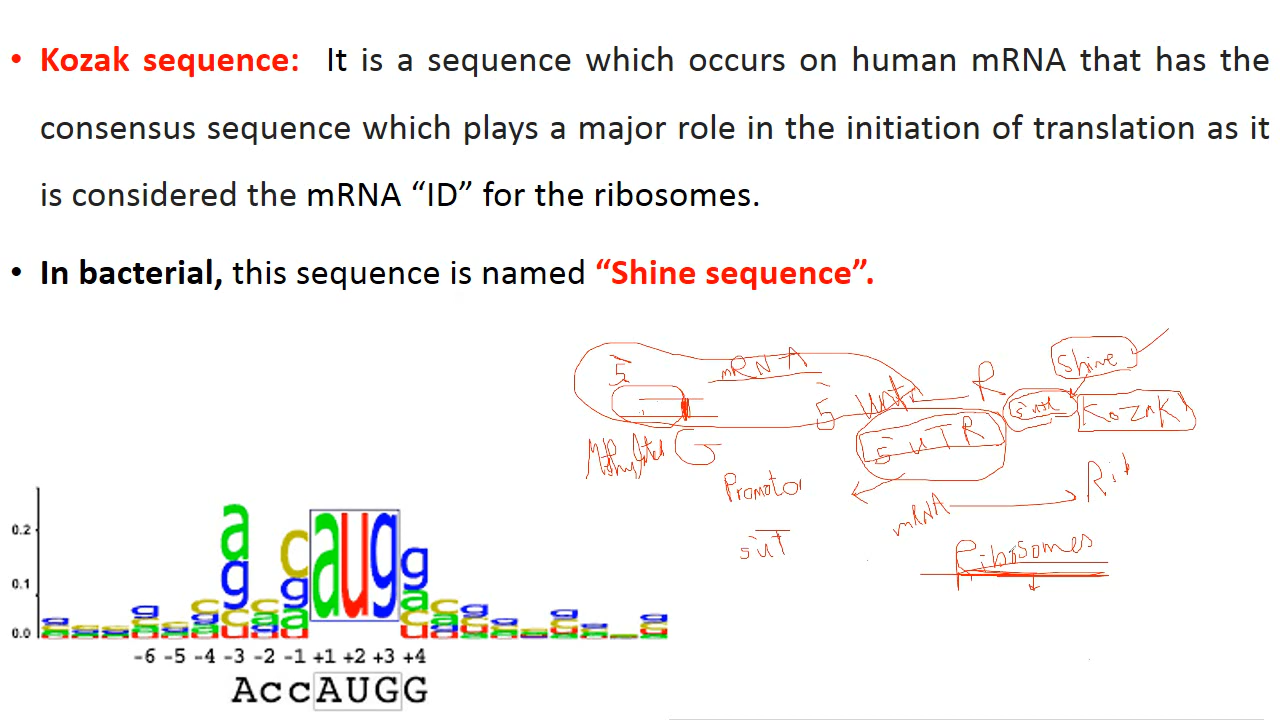 • Kozak sequence: It is a sequence which occurs on human mRNA that has the
consensus sequence which plays a major role in the initiation of translation as it
is considered the mRNA “ID” for the ribosomes.
• In bacterial, this sequence is named “Shine sequence”.
5
mRNA
5
R
Shine
KOZAK
5 UTR
G
Promotor
mRNA
Rib
Ribosomes
0.2
0.1
0.0
-6 -5 -4 -3 -2 -1 +1 +2 +3 +4
aug
AccAUGG